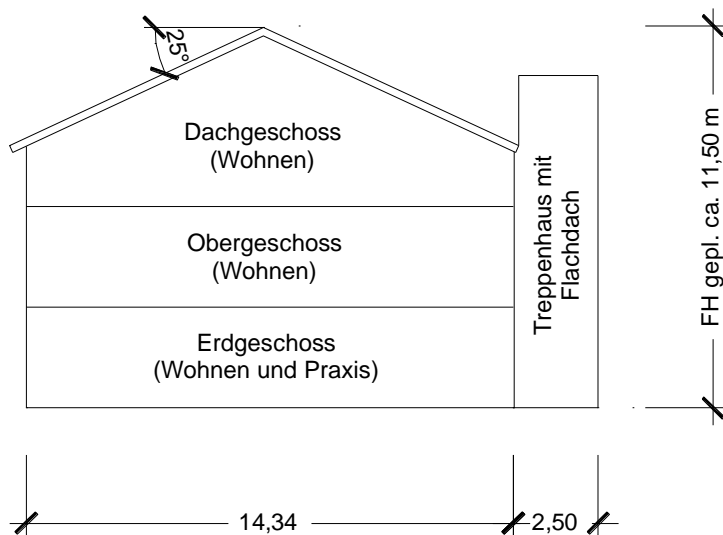 25°
Dachgeschoss
(Wohnen)
Obergeschoss
(Wohnen)
Erdgeschoss
(Wohnen und Praxis)
Treppenhaus mit
Flachdach
FH gepl. ca. 11,50 m
14,34
2,50